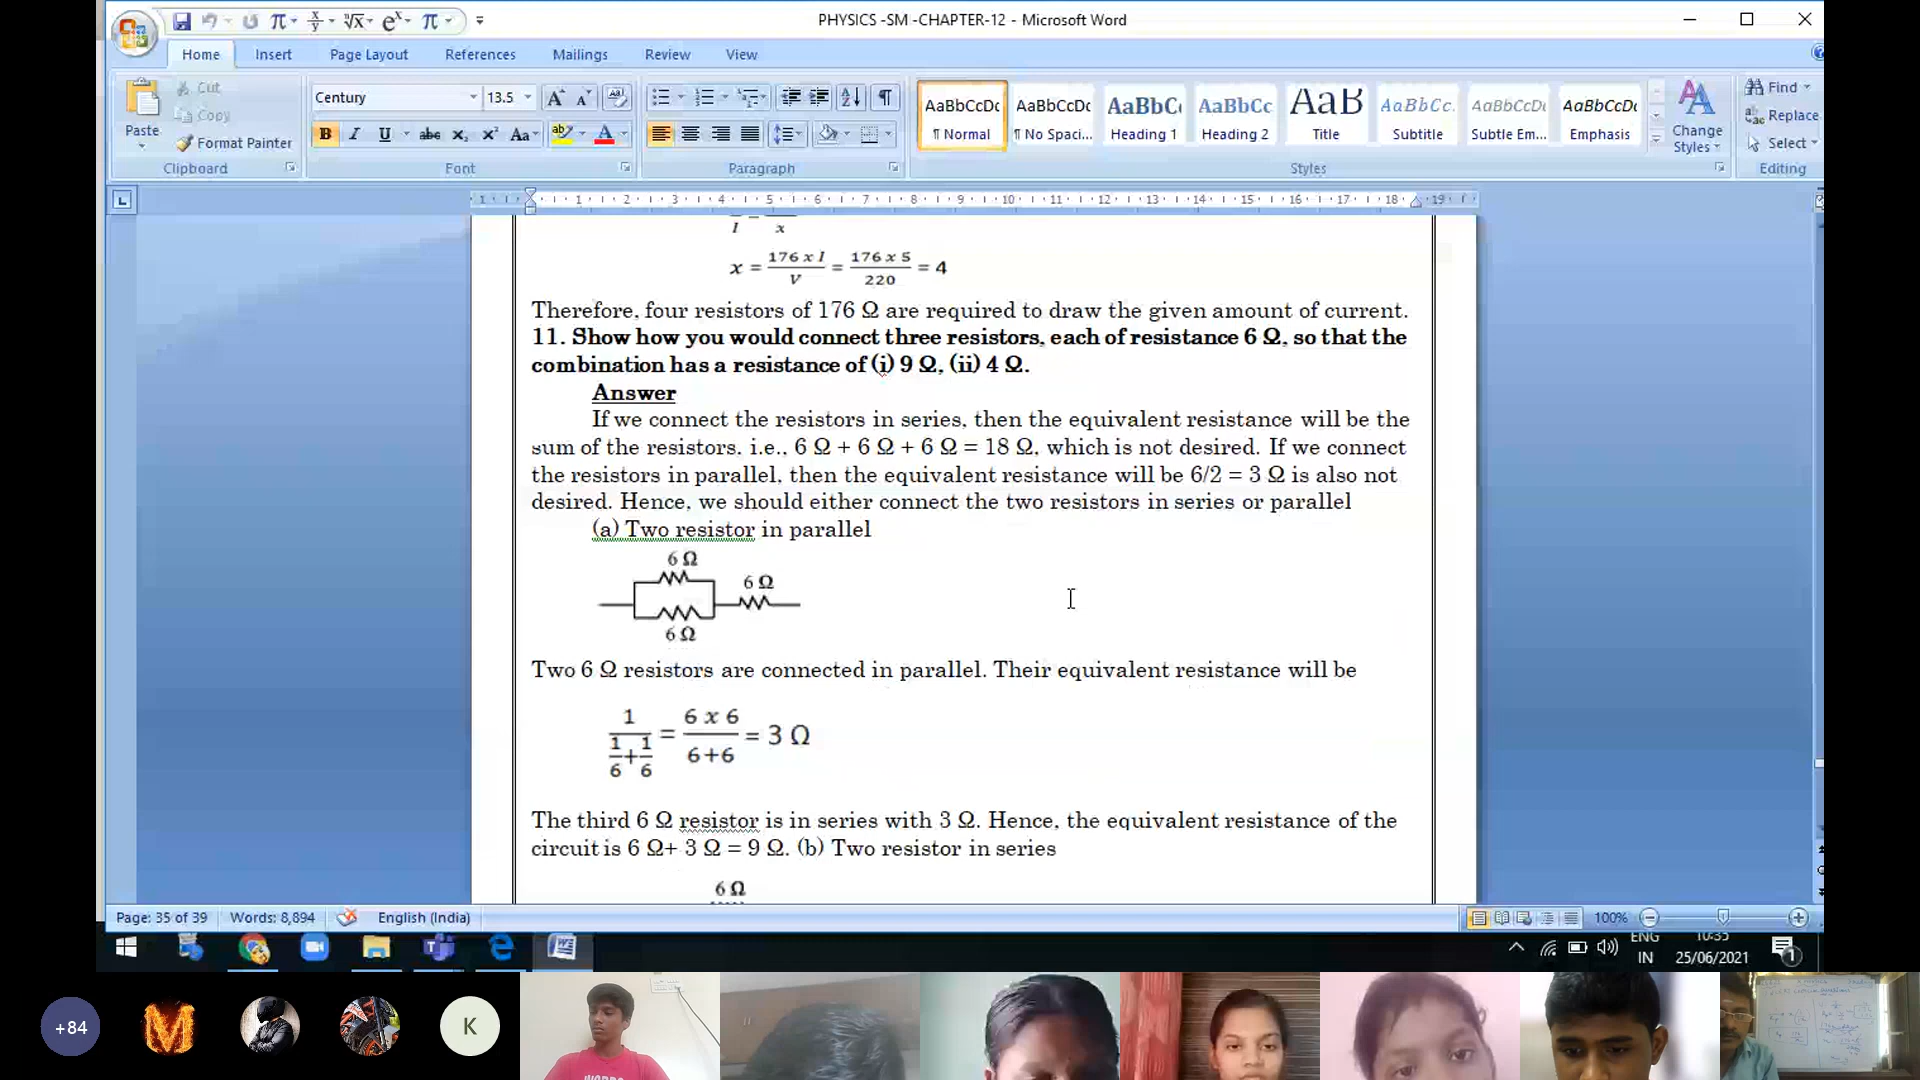 PHYSICS -SM -CHAPTER-12 - Microsoft Word
Home Insert Page Layout References Mailings Review View
Paste
Cut
Copy
Format Painter
Clipboard
Century 13.5
Font
Paragraph
AaBbCcDc AaBbCcDc AaBbC AaBbCc AaB AaBbCc. AaBbCcDc AaBbCcDc
¶ Normal ¶ No Spaci... Heading 1 Heading 2 Title Subtitle Subtle Em... Emphasis
Change Styles
Styles
Find
Replace
Select
Editing
I x
x = 176 x I / V = 176 x 5 / 220 = 4
Therefore, four resistors of 176 Ω are required to draw the given amount of current.
11. Show how you would connect three resistors, each of resistance 6 Ω, so that the
combination has a resistance of (i) 9 Ω, (ii) 4 Ω.
Answer
If we connect the resistors in series, then the equivalent resistance will be the
sum of the resistors, i.e., 6 Ω + 6 Ω + 6 Ω = 18 Ω, which is not desired. If we connect
the resistors in parallel, then the equivalent resistance will be 6/2 = 3 Ω is also not
desired. Hence, we should either connect the two resistors in series or parallel
(a) Two resistor in parallel
6 Ω
6 Ω
6 Ω
Two 6 Ω resistors are connected in parallel. Their equivalent resistance will be
1 / (1/6 + 1/6) = 6 x 6 / 6+6 = 3 Ω
The third 6 Ω resistor is in series with 3 Ω. Hence, the equivalent resistance of the
circuit is 6 Ω+ 3 Ω = 9 Ω. (b) Two resistor in series
6 Ω
Page: 35 of 39 Words: 8,894 English (India) 100%
ENG
IN
10:35
25/06/2021
+84
M
K